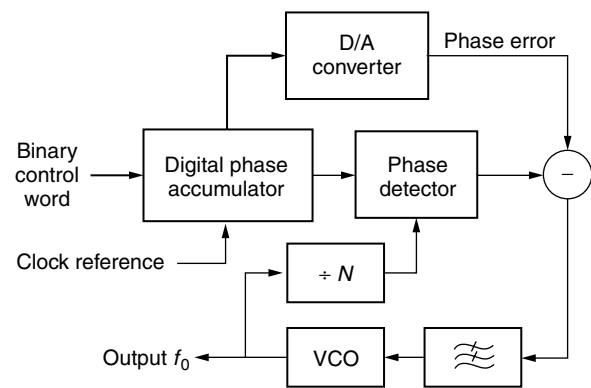 D/A
converter
Phase error
Binary
control
word
Digital phase
accumulator
Phase
detector
−
Clock reference
÷ N
Output f0
VCO